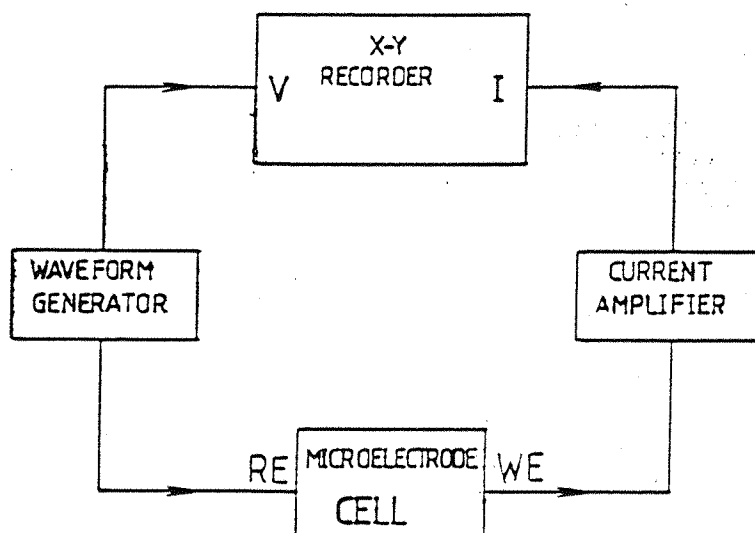 X-Y
RECORDER
V
I
WAVEFORM
GENERATOR
CURRENT
AMPLIFIER
RE
MICROELECTRODE
CELL
WE